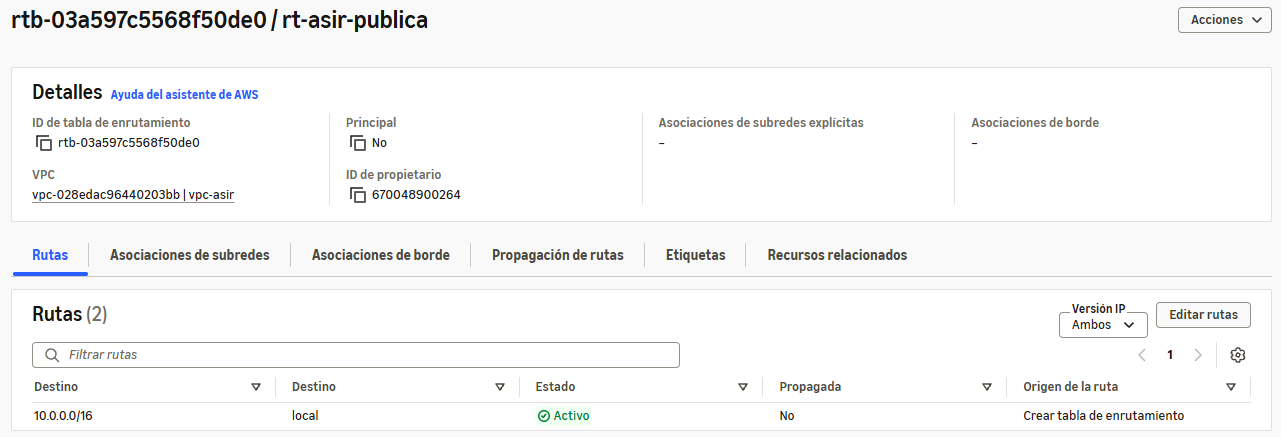 rtb-03a597c5568f50de0 / rt-asir-publica
Acciones
Detalles Ayuda del asistente de AWS
ID de tabla de enrutamiento
rtb-03a597c5568f50de0
Principal
No
Asociaciones de subredes explícitas
–
Asociaciones de borde
–
VPC
vpc-028edac96440203bb | vpc-asir
ID de propietario
670048900264
Rutas Asociaciones de subredes Asociaciones de borde Propagación de rutas Etiquetas Recursos relacionados
Rutas (2)
Versión IP
Ambos
Editar rutas
Filtrar rutas
1
Destino Destino Estado Propagada Origen de la ruta
10.0.0.0/16 local Activo No Crear tabla de enrutamiento